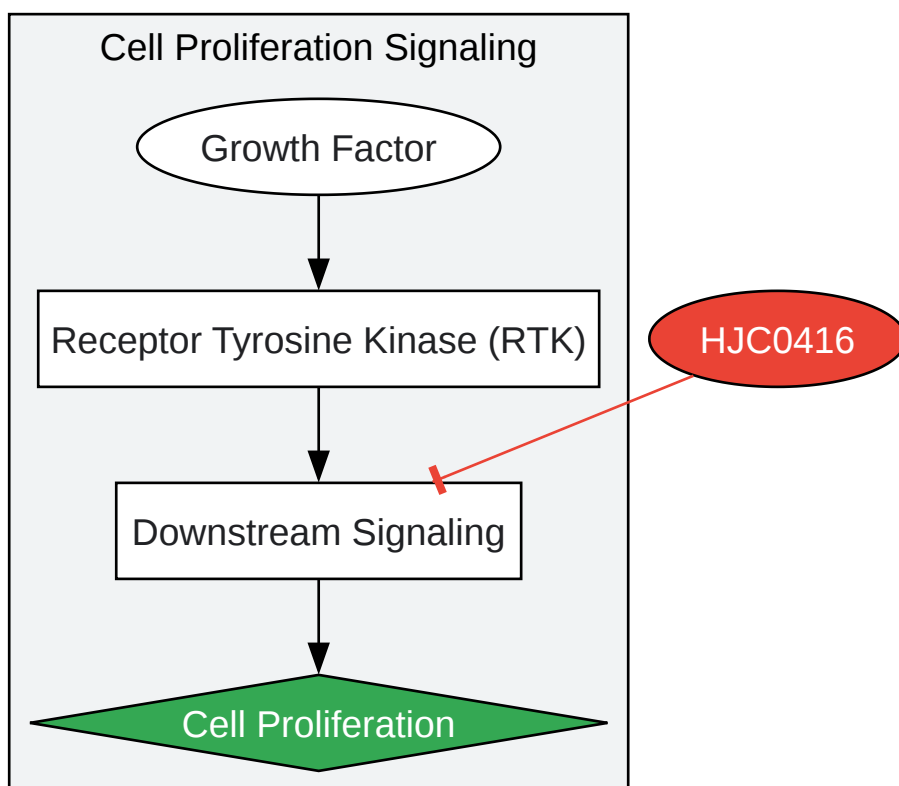 Cell Proliferation Signaling
Growth Factor
Receptor Tyrosine Kinase (RTK)
HJC0416
Downstream Signaling
Cell Proliferation